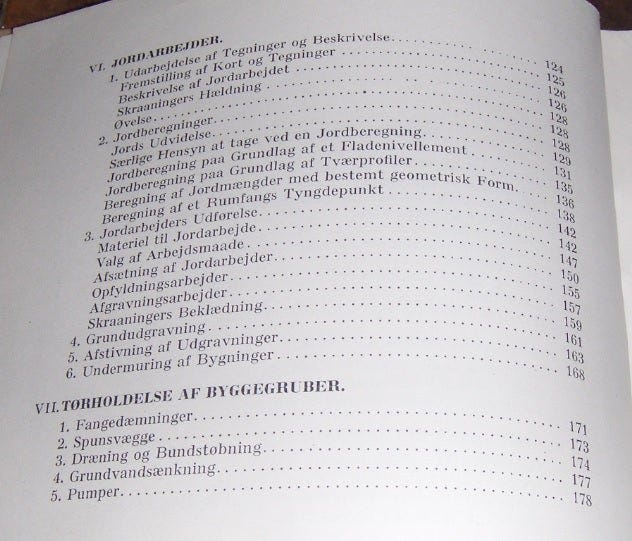 VI. JORDARBEJDER.
1. Udarbejdelse af Tegninger og Beskrivelse 124
Fremstilling af Kort og Tegninger 125
Beskrivelse af Jordarbejdet 126
Skraaningers Hældning 126
Øvelse 128
2. Jordberegninger 128
Jords Udvidelse 128
Særlige Hensyn at tage ved en Jordberegning 129
Jordberegning paa Grundlag af et Fladenivellement 131
Jordberegning paa Grundlag af Tværprofiler 135
Beregning af Jordmængder med bestemt geometrisk Form 136
Beregning af et Rumfangs Tyngdepunkt 138
3. Jordarbejders Udførelse 142
Materiel til Jordarbejde 142
Valg af Arbejdsmaade 147
Afsætning af Jordarbejder 150
Opfyldningsarbejder 155
Afgravningsarbejder 157
Skraaningers Beklædning 159
4. Grundudgravning 161
5. Afstivning af Udgravninger 163
6. Undermuring af Bygninger 168
VII. TØRHOLDELSE AF BYGGEGRUBER.
1. Fangedæmninger 171
2. Spunsvægge 173
3. Dræning og Bundstøbning 174
4. Grundvandsænkning 177
5. Pumper 178